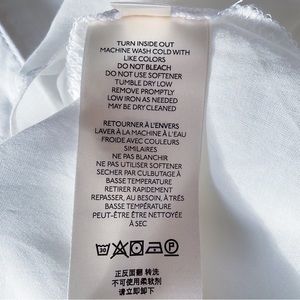 TURN INSIDE OUT
MACHINE WASH COLD WITH
LIKE COLORS
DO NOT BLEACH
DO NOT USE SOFTENER
TUMBLE DRY LOW
REMOVE PROMPTLY
LOW IRON AS NEEDED
MAY BE DRY CLEANED
RETOURNER À L'ENVERS
LAVER À LA MACHINE À L'EAU
FROIDE AVEC COULEURS
SIMILAIRES
NE PAS BLANCHIR
NE PAS UTILISER SOFTENER
SECHER PAR CULBUTAGE À
BASSE TEMPERATURE
RETIRER RAPIDEMENT
REPASSER, AU BESOIN, À
BASSE TEMPÉRATURE
PEUT-ÊTRE ÊTRE NETTOYÉE
À SEC
30 P
正反面翻 转洗
不可使用柔顺剂
请立即卸下